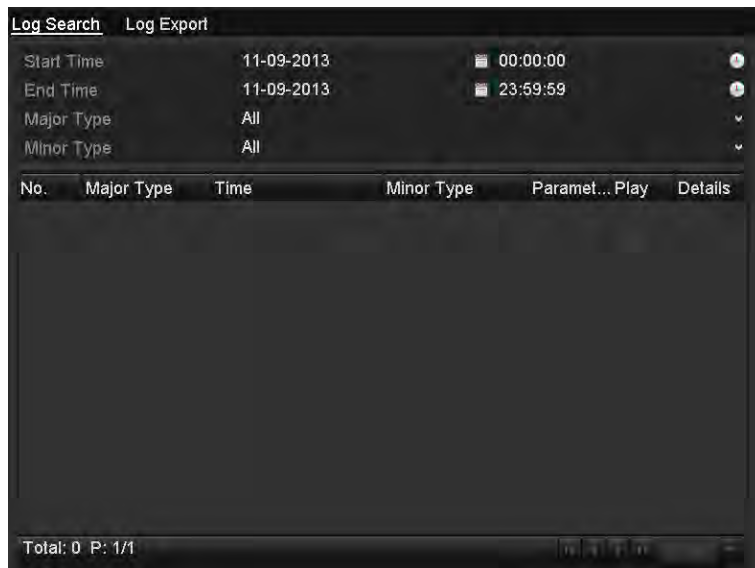 Log Search Log Export
Start Time 11-09-2013 00:00:00
End Time 11-09-2013 23:59:59
Major Type All
Minor Type All
No. Major Type Time Minor Type Paramet... Play Details
Total: 0 P: 1/1